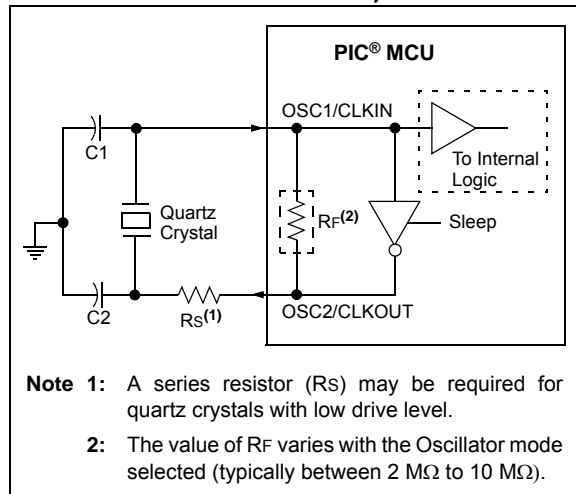 PIC® MCU
OSC1/CLKIN
C1
To Internal
Logic
Quartz
Crystal
RF(2)
Sleep
C2
RS(1)
OSC2/CLKOUT
Note 1: A series resistor (RS) may be required for
quartz crystals with low drive level.
2: The value of RF varies with the Oscillator mode
selected (typically between 2 MΩ to 10 MΩ).